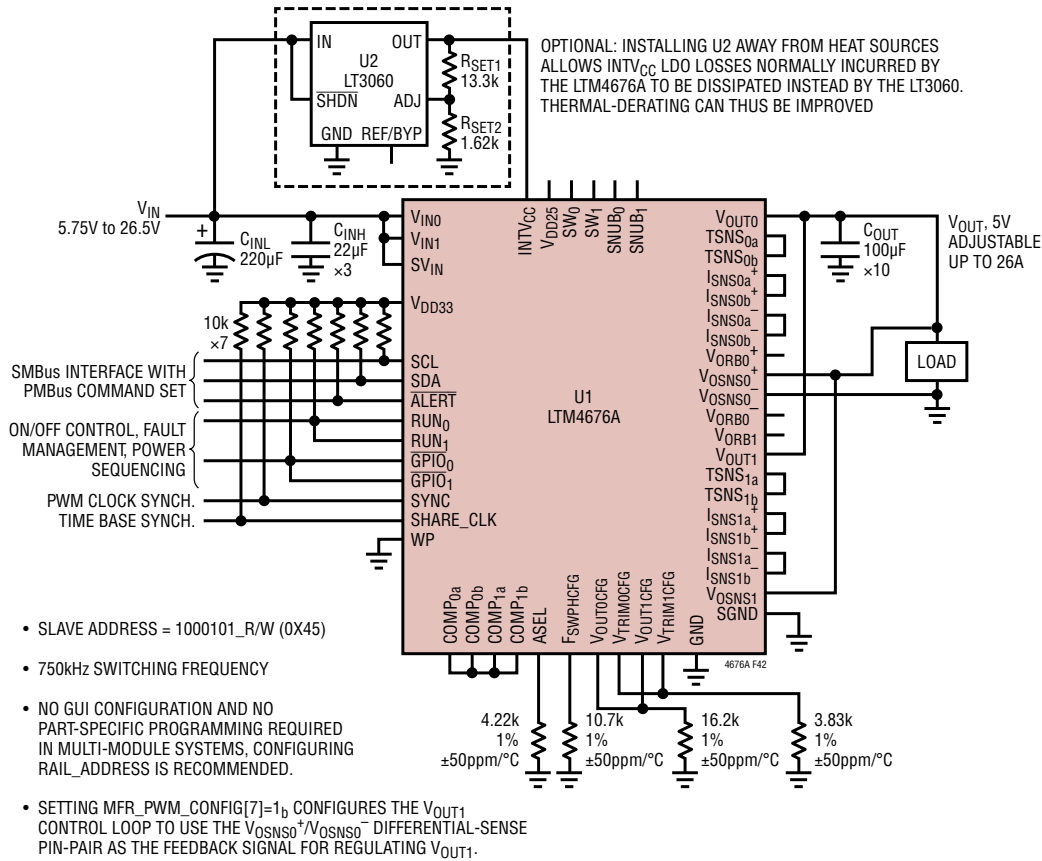 IN
OUT
U2
LT3060
SHDN
ADJ
GND REF/BYP
RSET1
13.3k
RSET2
1.62k
OPTIONAL: INSTALLING U2 AWAY FROM HEAT SOURCES
ALLOWS INTVCC LDO LOSSES NORMALLY INCURRED BY
THE LTM4676A TO BE DISSIPATED INSTEAD BY THE LT3060.
THERMAL-DERATING CAN THUS BE IMPROVED
VIN
5.75V to 26.5V
+
CINL
220µF
CINH
22µF
×3
10k
×7
SMBus INTERFACE WITH
PMBus COMMAND SET
ON/OFF CONTROL, FAULT
MANAGEMENT, POWER
SEQUENCING
PWM CLOCK SYNCH.
TIME BASE SYNCH.
VIN0
VIN1
SVIN
VDD33
SCL
SDA
ALERT
RUN0
RUN1
GPIO0
GPIO1
SYNC
SHARE_CLK
WP
INTVCC
VDD25
SW0
SW1
SNUB0
SNUB1
U1
LTM4676A
VOUT0
TSNS0a
TSNS0b
ISNS0a+
ISNS0b+
ISNS0a–
ISNS0b–
VORB0+
VOSNS0+
VOSNS0–
VORB0–
VORB1
VOUT1
TSNS1a
TSNS1b
ISNS1a+
ISNS1b+
ISNS1a–
ISNS1b–
VOSNS1
SGND
COUT
100µF
×10
VOUT, 5V
ADJUSTABLE
UP TO 26A
LOAD
COMP0a
COMP0b
COMP1a
COMP1b
ASEL
FSWPHCFG
VOUT0CFG
VTRIM0CFG
VOUT1CFG
VTRIM1CFG
GND
4676A F42
4.22k
1%
±50ppm/°C
10.7k
1%
±50ppm/°C
16.2k
1%
±50ppm/°C
3.83k
1%
±50ppm/°C
• SLAVE ADDRESS = 1000101_R/W (0X45)
• 750kHz SWITCHING FREQUENCY
• NO GUI CONFIGURATION AND NO
PART-SPECIFIC PROGRAMMING REQUIRED
IN MULTI-MODULE SYSTEMS, CONFIGURING
RAIL_ADDRESS IS RECOMMENDED.
• SETTING MFR_PWM_CONFIG[7]=1b CONFIGURES THE VOUT1
CONTROL LOOP TO USE THE VOSNS0+/VOSNS0– DIFFERENTIAL-SENSE
PIN-PAIR AS THE FEEDBACK SIGNAL FOR REGULATING VOUT1.